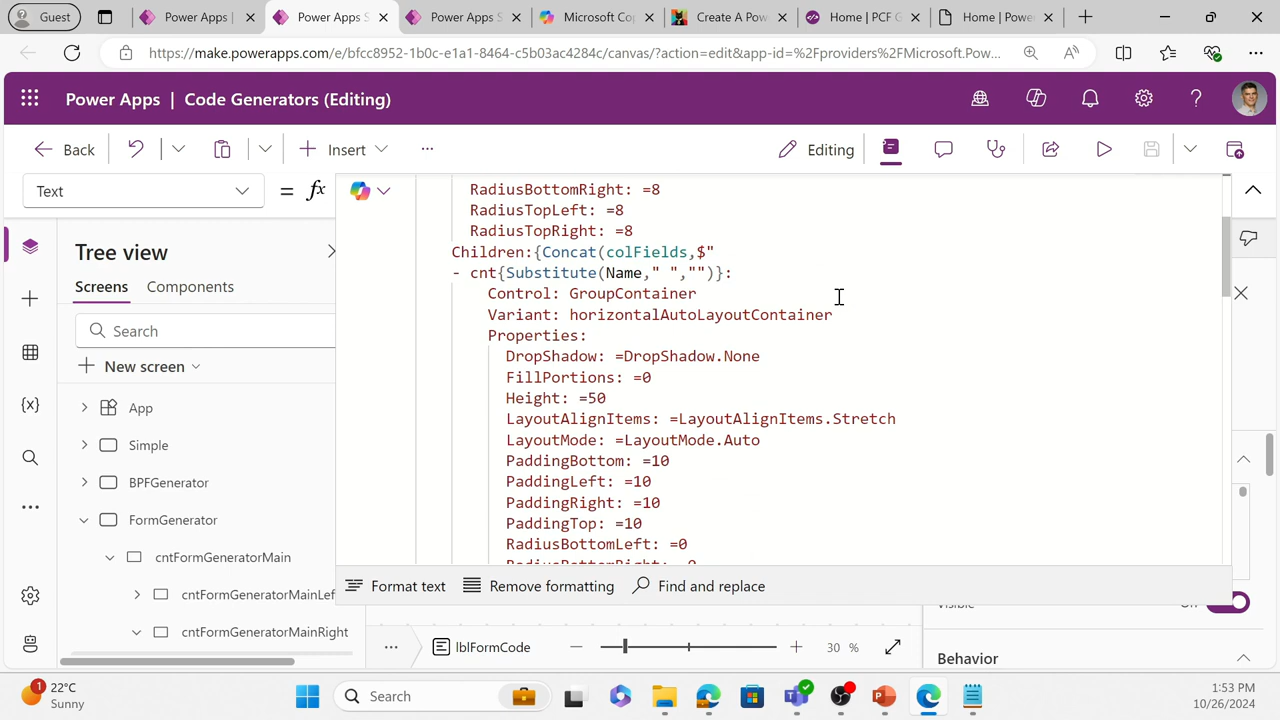 Guest
Power Apps |
Power Apps S
Power Apps S
Microsoft Co
Create A Pow
Home | PCF G
Home | Powe
https://make.powerapps.com/e/bfcc8952-1b0c-e1a1-8464-c5b03ac4284c/canvas/?action=edit&app-id=%2Fproviders%2FMicrosoft.Pow...
Power Apps | Code Generators (Editing)
Back
Insert
Editing
Text
= fx
RadiusBottomRight: =8
RadiusTopLeft: =8
RadiusTopRight: =8
Children:{Concat(colFields,$"
- cnt{Substitute(Name," ","")}:
Control: GroupContainer
Variant: horizontalAutoLayoutContainer
Properties:
DropShadow: =DropShadow.None
FillPortions: =0
Height: =50
LayoutAlignItems: =LayoutAlignItems.Stretch
LayoutMode: =LayoutMode.Auto
PaddingBottom: =10
PaddingLeft: =10
PaddingRight: =10
PaddingTop: =10
RadiusBottomLeft: =0
Format text
Remove formatting
Find and replace
Tree view
Screens
Components
Search
New screen
App
Simple
BPFGenerator
FormGenerator
cntFormGeneratorMain
cntFormGeneratorMainLef
cntFormGeneratorMainRight
lblFormCode
30 %
Behavior
22°C
Sunny
1
Search
1:53 PM
10/26/2024